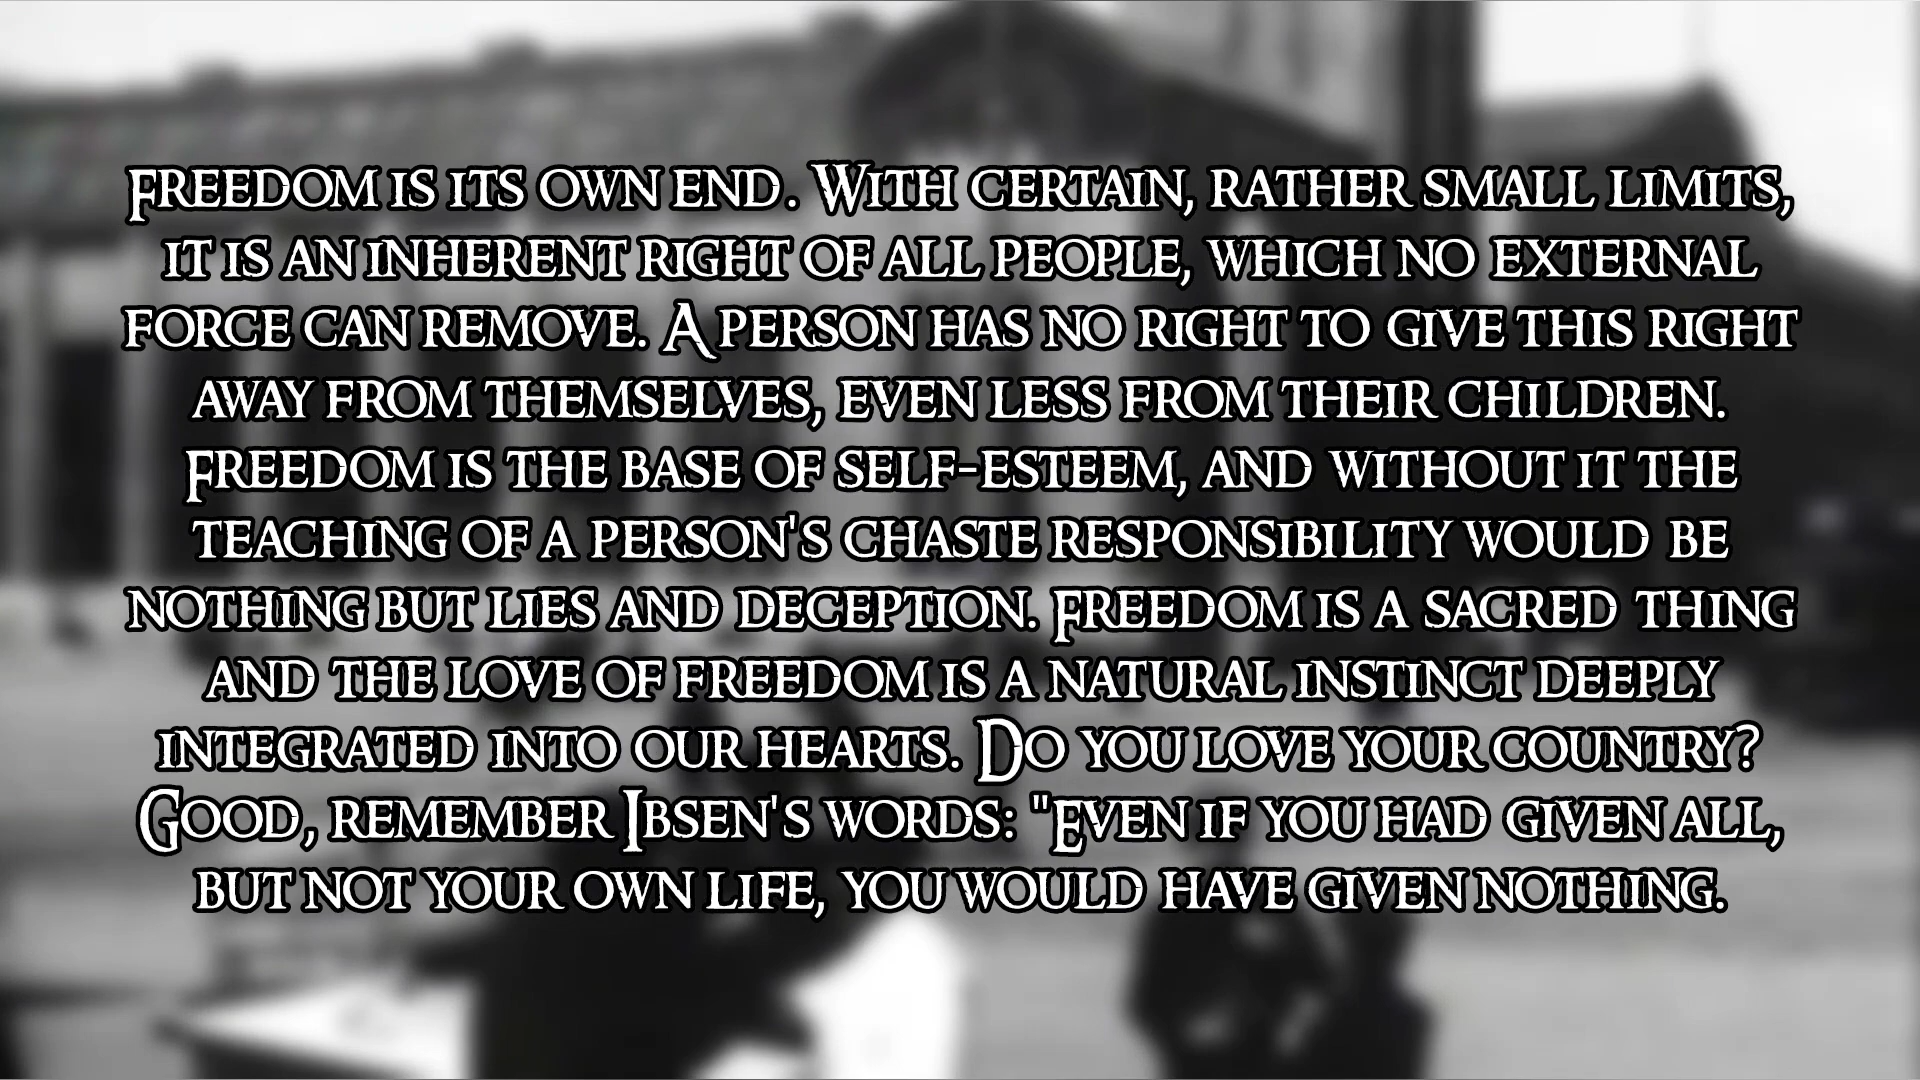 Freedom is its own end. With certain, rather small limits,
it is an inherent right of all people, which no external
force can remove. A person has no right to give this right
away from themselves, even less from their children.
Freedom is the base of self-esteem, and without it the
teaching of a person's chaste responsibility would be
nothing but lies and deception. Freedom is a sacred thing
and the love of freedom is a natural instinct deeply
integrated into our hearts. Do you love your country?
Good, remember Ibsen's words: "Even if you had given all,
but not your own life, you would have given nothing.